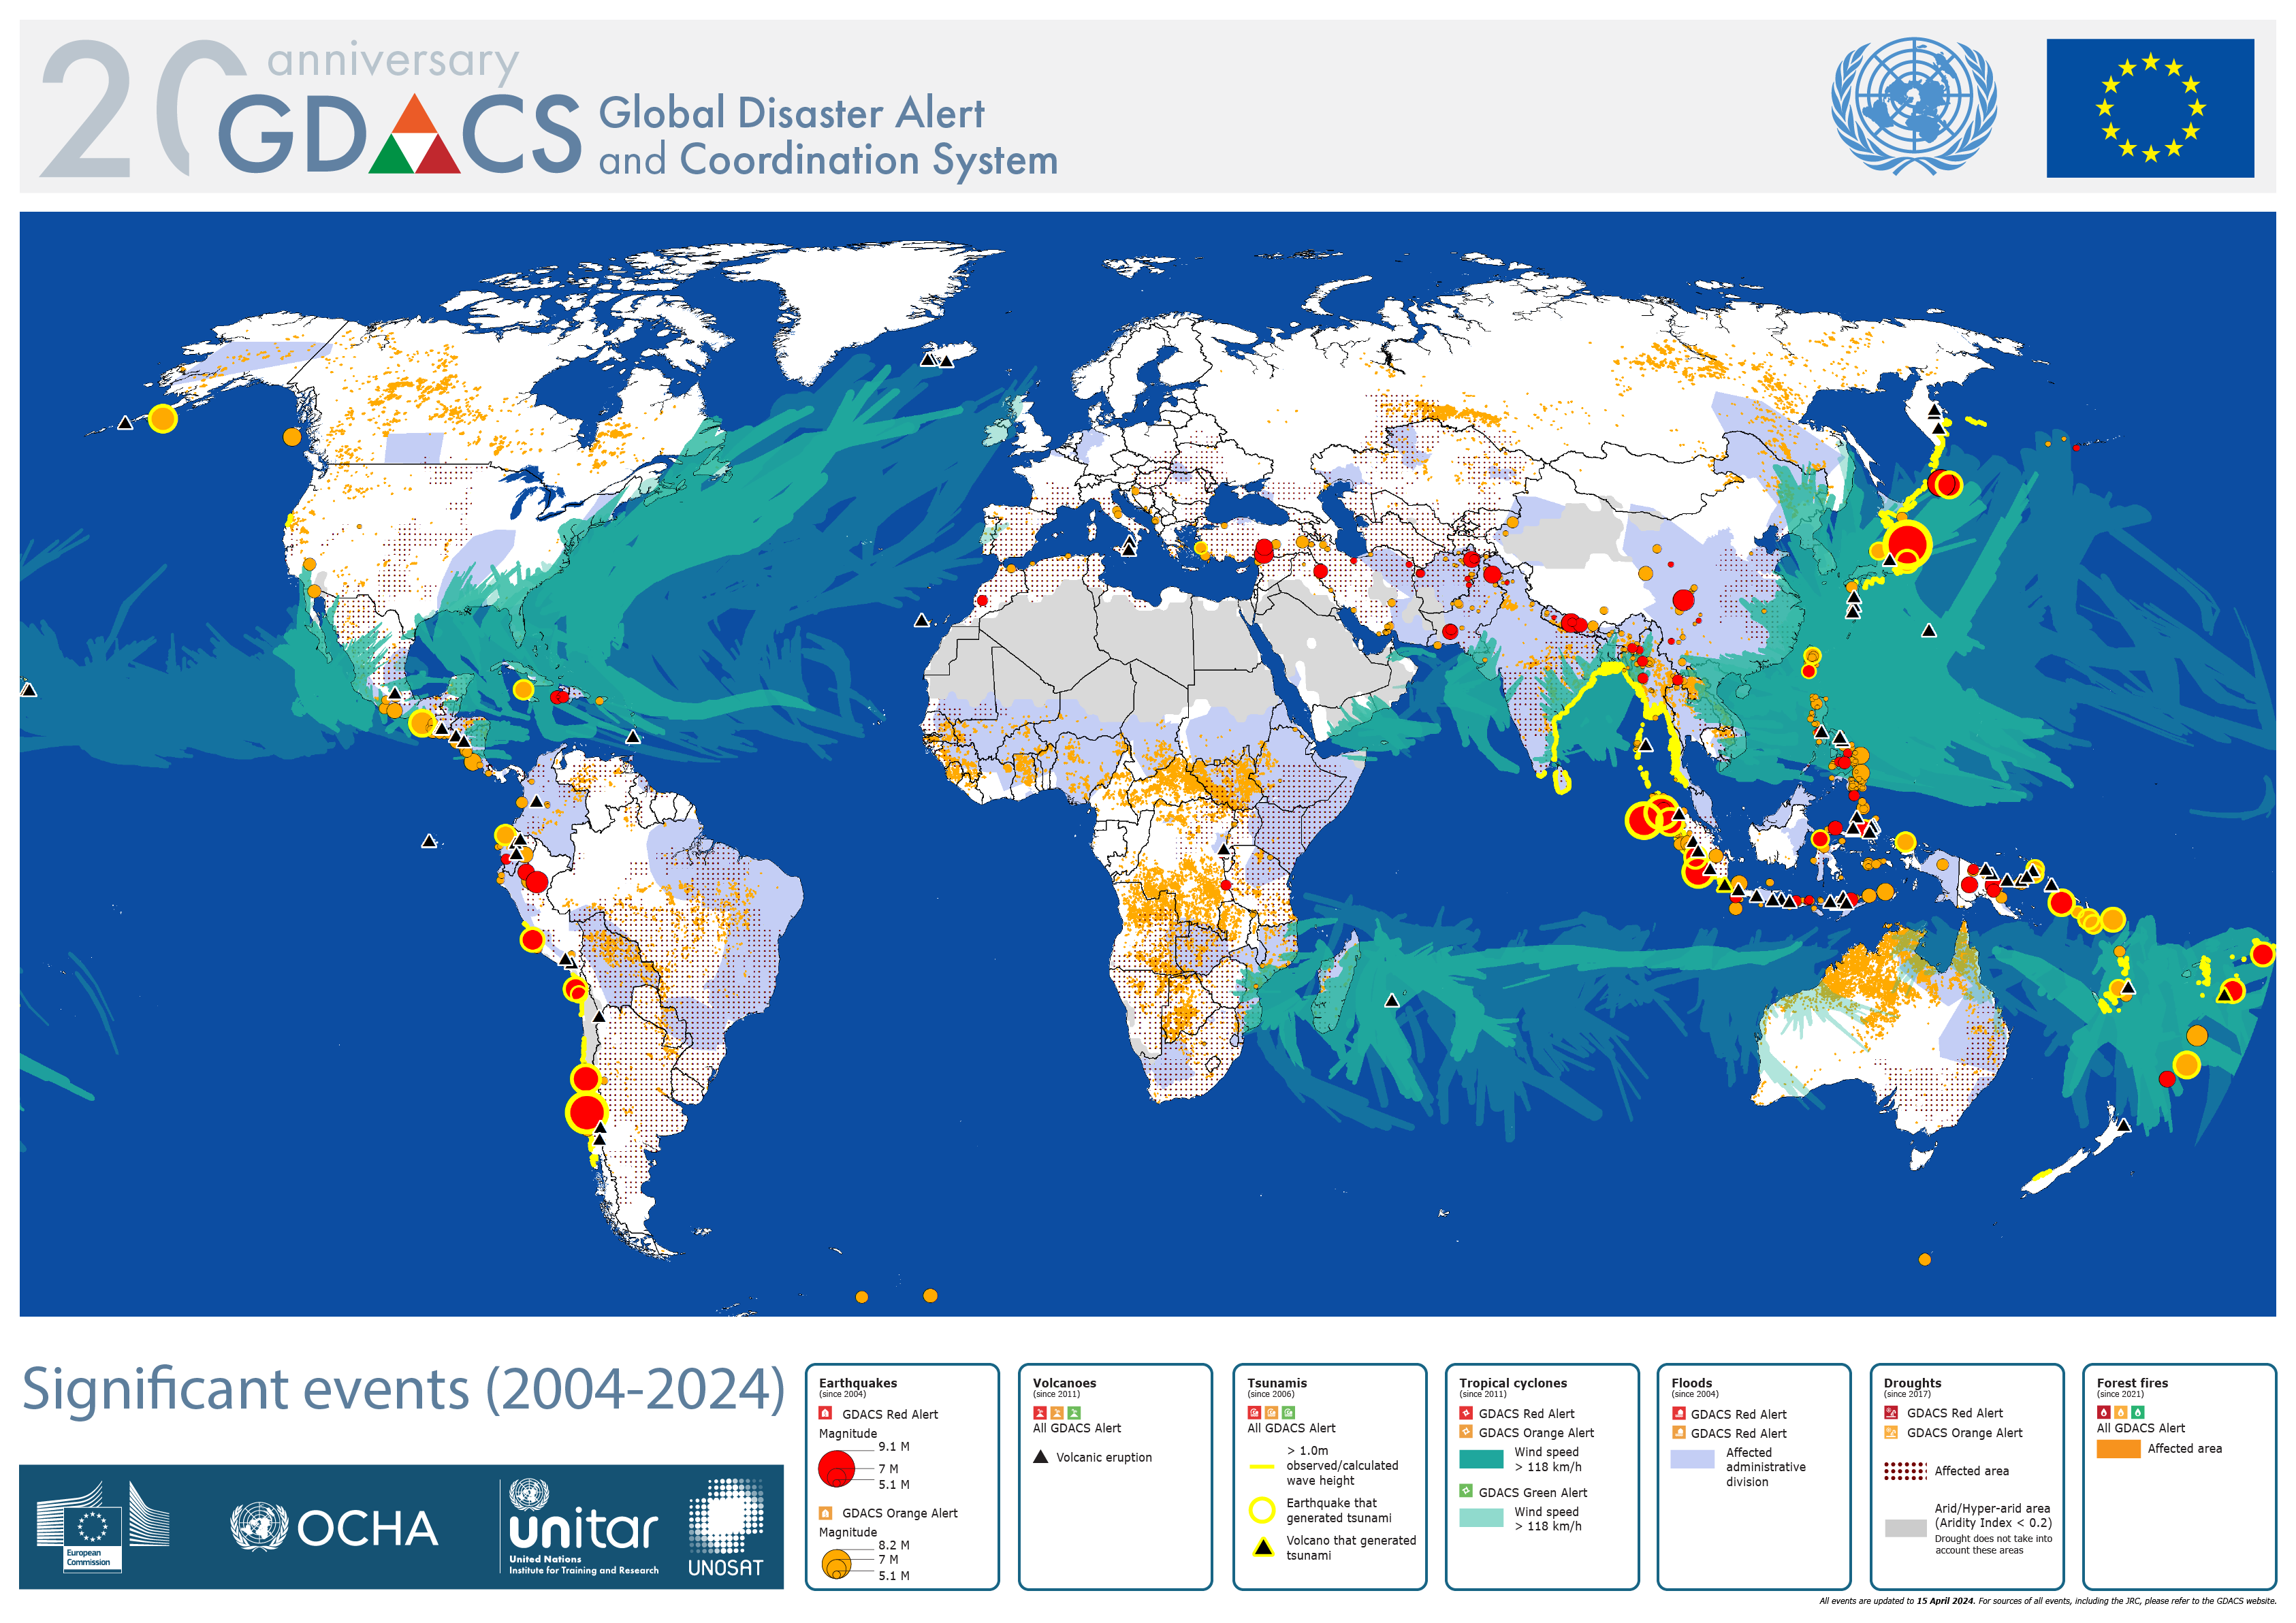 20 anniversary
GDACS Global Disaster Alert
and Coordination System
Significant events (2004-2024)
European
Commission
OCHA
unitar
United Nations
Institute for Training and Research
UNOSAT
Earthquakes
(since 2004)
GDACS Red Alert
Magnitude
9.1 M
7 M
5.1 M
GDACS Orange Alert
Magnitude
8.2 M
7 M
5.1 M
Volcanoes
(since 2011)
All GDACS Alert
Volcanic eruption
Tsunamis
(since 2006)
All GDACS Alert
> 1.0m
observed/calculated
wave height
Earthquake that
generated tsunami
Volcano that generated
tsunami
Tropical cyclones
(since 2011)
GDACS Red Alert
GDACS Orange Alert
Wind speed
> 118 km/h
GDACS Green Alert
Wind speed
> 118 km/h
Floods
(since 2004)
GDACS Red Alert
GDACS Red Alert
Affected
administrative
division
Droughts
(since 2017)
GDACS Red Alert
GDACS Orange Alert
Affected area
Arid/Hyper-arid area
(Aridity Index < 0.2)
Drought does not take into
account these areas
Forest fires
(since 2021)
All GDACS Alert
Affected area
All events are updated to 15 April 2024. For sources of all events, including the JRC, please refer to the GDACS website.